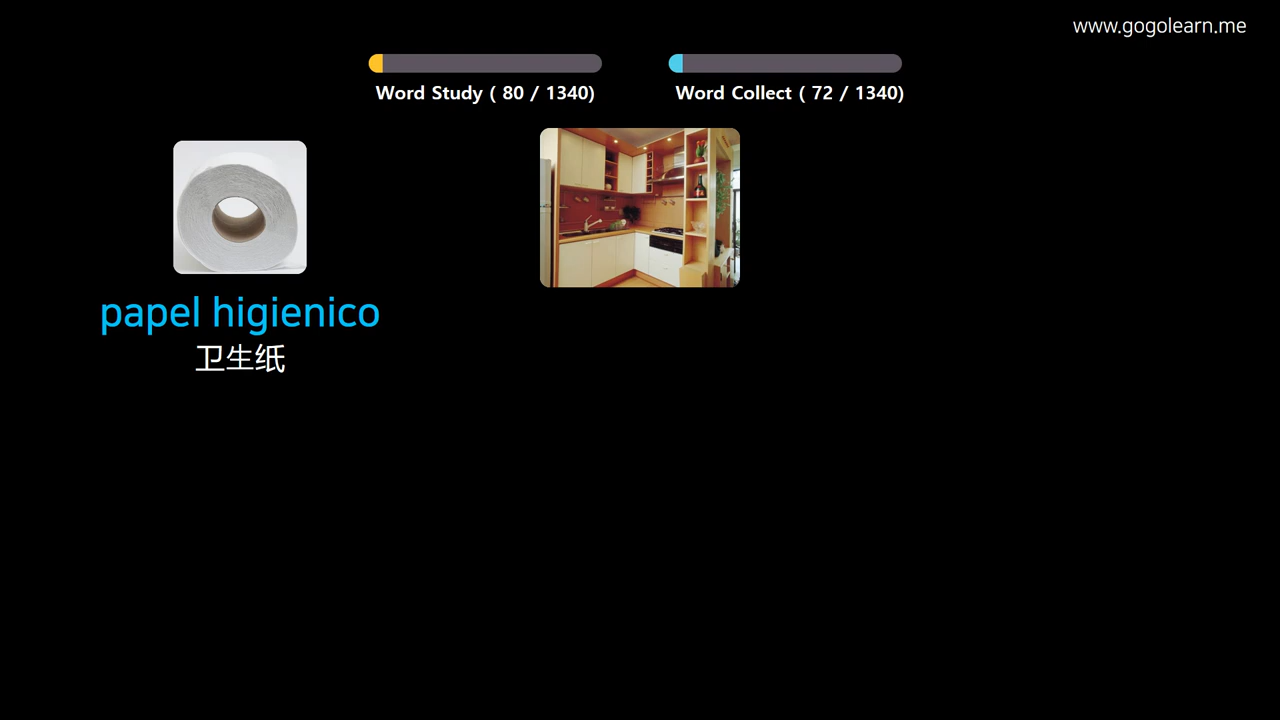 www.gogolearn.me
Word Study ( 80 / 1340)
Word Collect ( 72 / 1340)
papel higienico
卫生纸